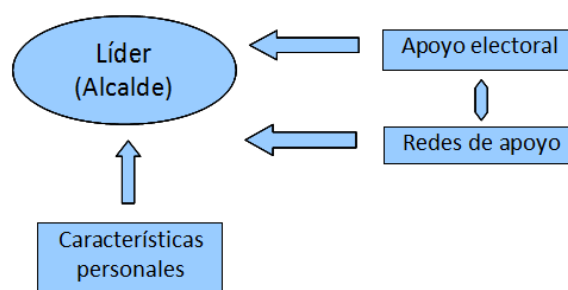 Líder
(Alcalde)
Apoyo electoral
Redes de apoyo
Características
personales